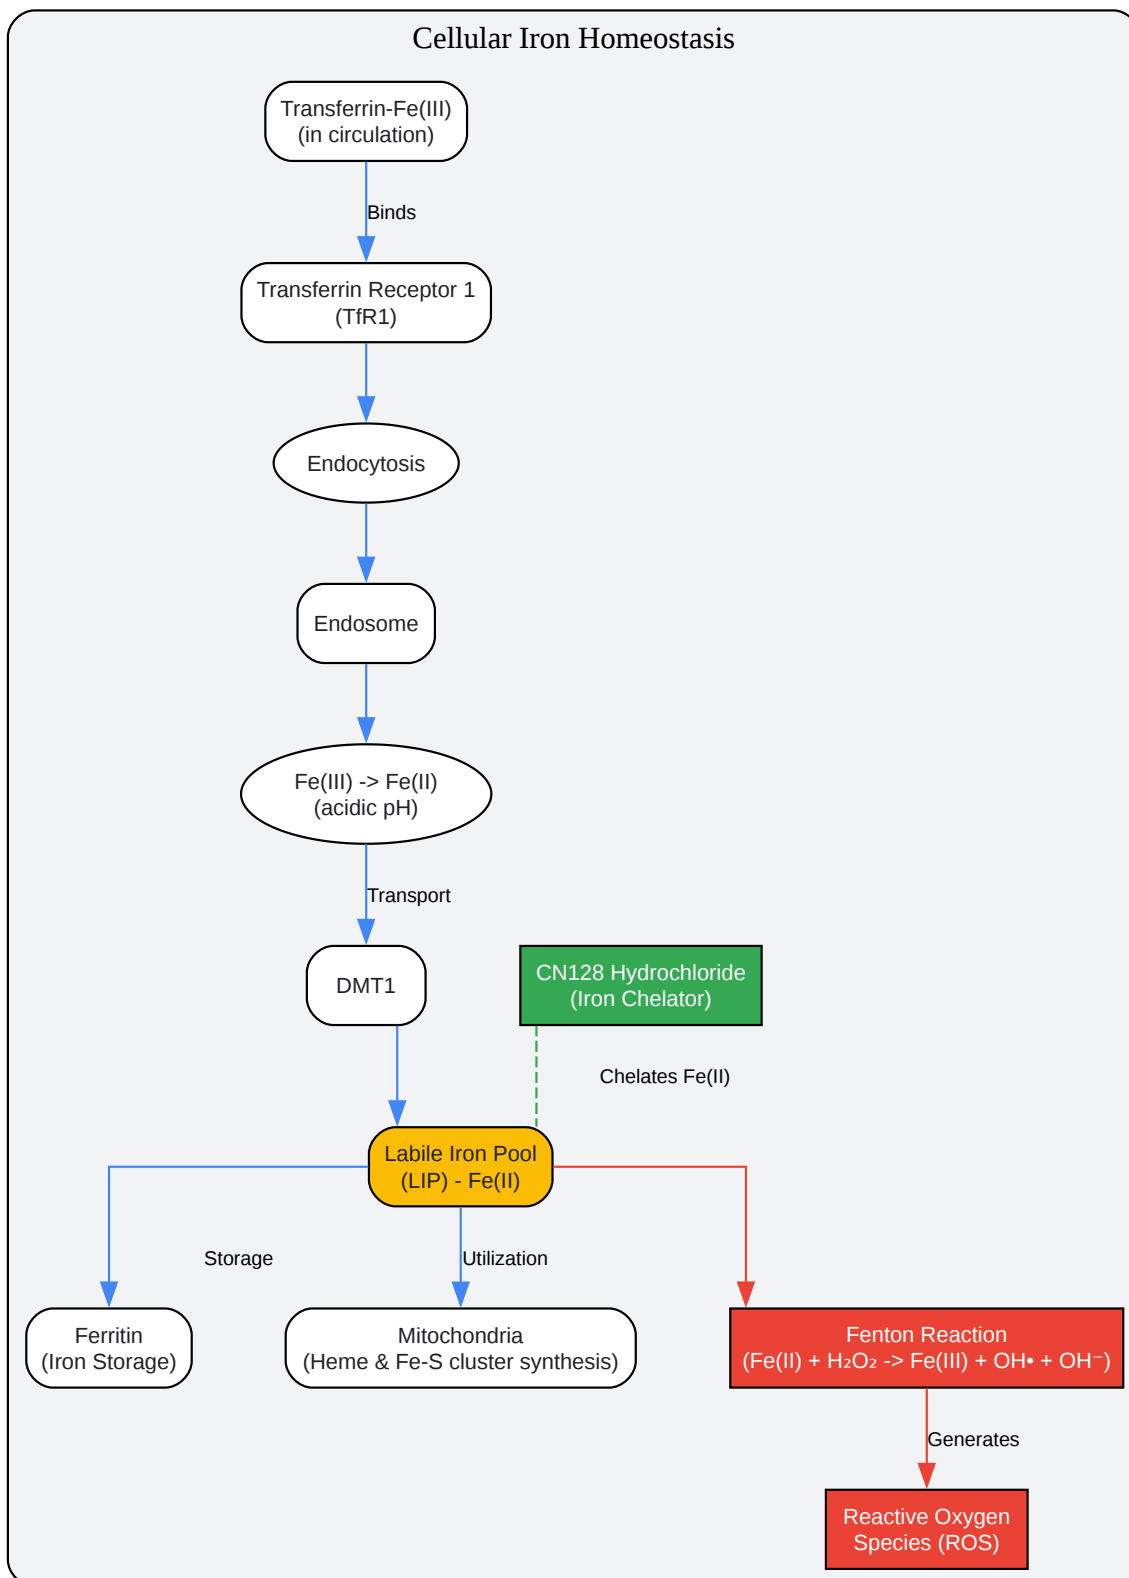 Cellular Iron Homeostasis
Transferrin-Fe(III)
(in circulation)
Binds
Transferrin Receptor 1
(TfR1)
Endocytosis
Endosome
Fe(III) -> Fe(II)
(acidic pH)
Transport
DMT1
CN128 Hydrochloride
(Iron Chelator)
Chelates Fe(II)
Labile Iron Pool
(LIP) - Fe(II)
Storage
Utilization
Ferritin
(Iron Storage)
Mitochondria
(Heme & Fe-S cluster synthesis)
Fenton Reaction
(Fe(II) + H₂O₂ -> Fe(III) + OH• + OH⁻)
Generates
Reactive Oxygen
Species (ROS)